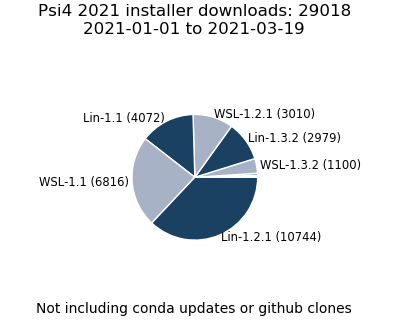 Psi4 2021 installer downloads: 29018
2021-01-01 to 2021-03-19
Lin-1.1 (4072)
WSL-1.2.1 (3010)
Lin-1.3.2 (2979)
WSL-1.3.2 (1100)
WSL-1.1 (6816)
Lin-1.2.1 (10744)
Not including conda updates or github clones